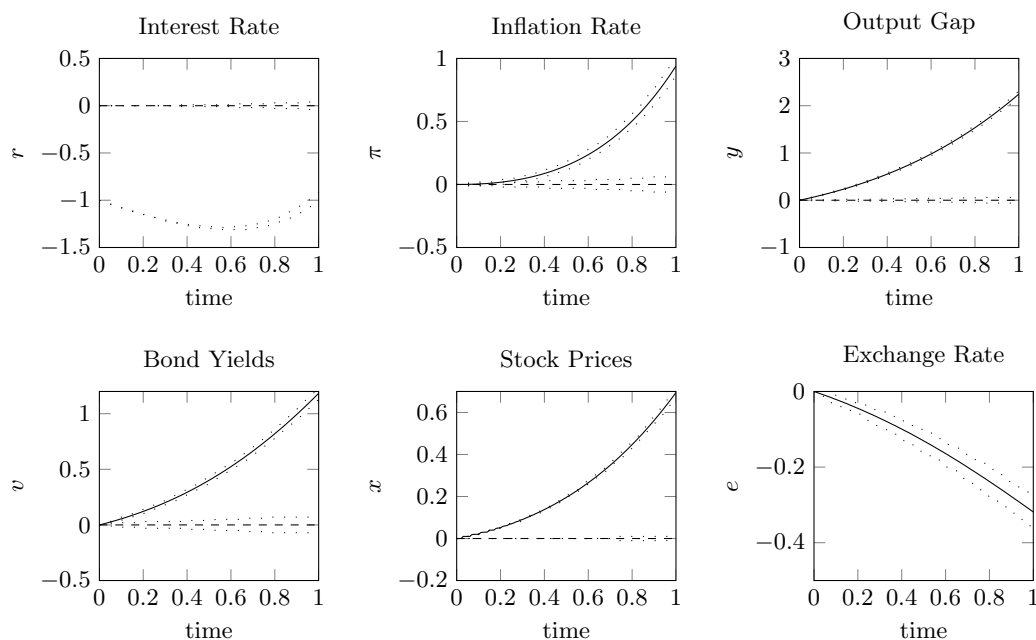 Interest Rate
0.5
0
−0.5
−1
−1.5
r
0 0.2 0.4 0.6 0.8 1
time
Inflation Rate
1
0.5
0
−0.5
π
0 0.2 0.4 0.6 0.8 1
time
Output Gap
3
2
1
0
−1
y
0 0.2 0.4 0.6 0.8 1
time
Bond Yields
1
0.5
0
−0.5
v
0 0.2 0.4 0.6 0.8 1
time
Stock Prices
0.6
0.4
0.2
0
−0.2
x
0 0.2 0.4 0.6 0.8 1
time
Exchange Rate
0
−0.2
−0.4
e
0 0.2 0.4 0.6 0.8 1
time